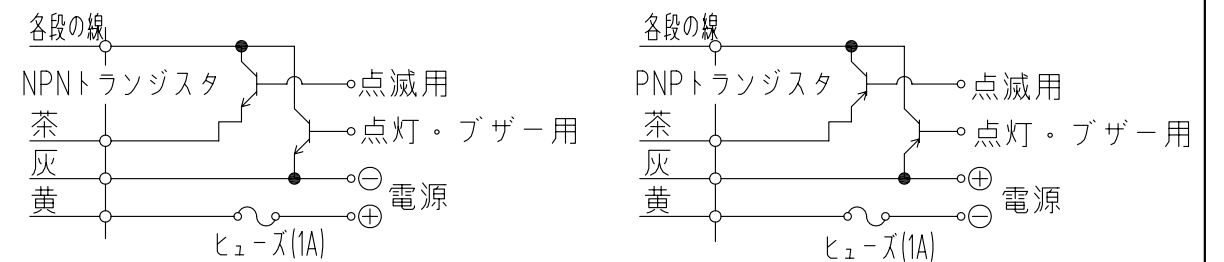 各段の線
NPNトランジスタ
点滅用
茶
点灯・ブザー用
灰
⊖
電源
黄
⊕
ヒューズ(1A)
各段の線
PNPトランジスタ
点滅用
茶
点灯・ブザー用
灰
⊕
電源
黄
⊖
ヒューズ(1A)